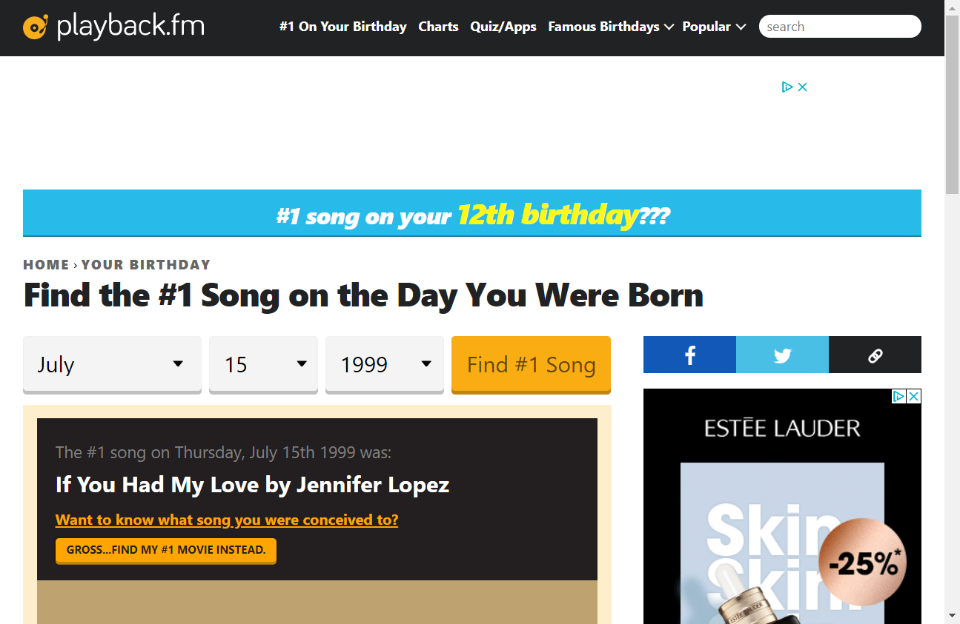 playback.fm
#1 On Your Birthday Charts Quiz/Apps Famous Birthdays Popular search
#1 song on your 12th birthday???
HOME › YOUR BIRTHDAY
Find the #1 Song on the Day You Were Born
July 15 1999 Find #1 Song
The #1 song on Thursday, July 15th 1999 was:
If You Had My Love by Jennifer Lopez
Want to know what song you were conceived to?
GROSS...FIND MY #1 MOVIE INSTEAD.
ESTĒE LAUDER
Skin
Skin
-25%*